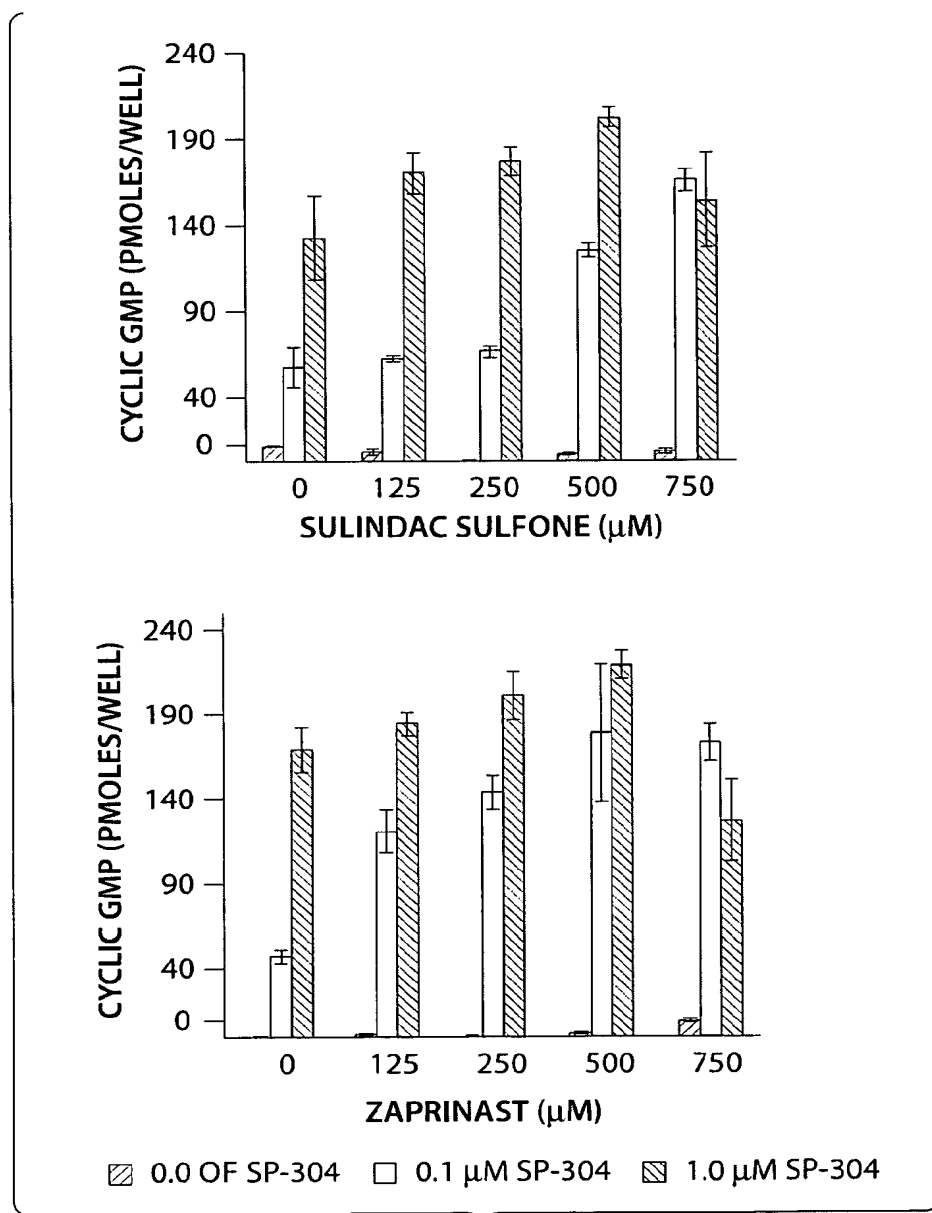 CYCLIC GMP (PMOLES/WELL)
240
190
140
90
40
0
0 125 250 500 750
SULINDAC SULFONE (μM)
CYCLIC GMP (PMOLES/WELL)
240
190
140
90
40
0
0 125 250 500 750
ZAPRINAST (μM)
0.0 OF SP-304 0.1 μM SP-304 1.0 μM SP-304